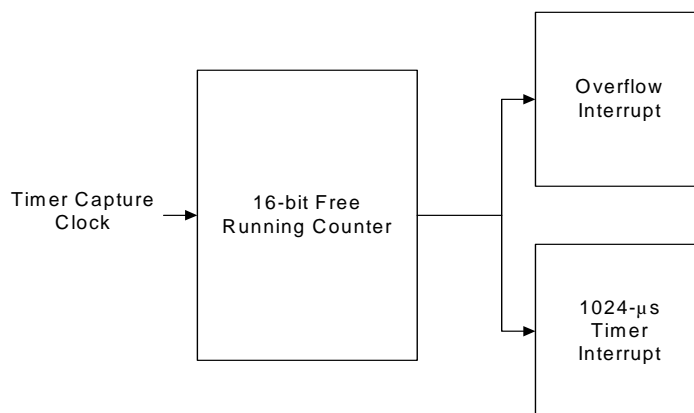 Timer Capture
Clock
16-bit Free
Running Counter
Overflow
Interrupt
1024-μs
Timer
Interrupt